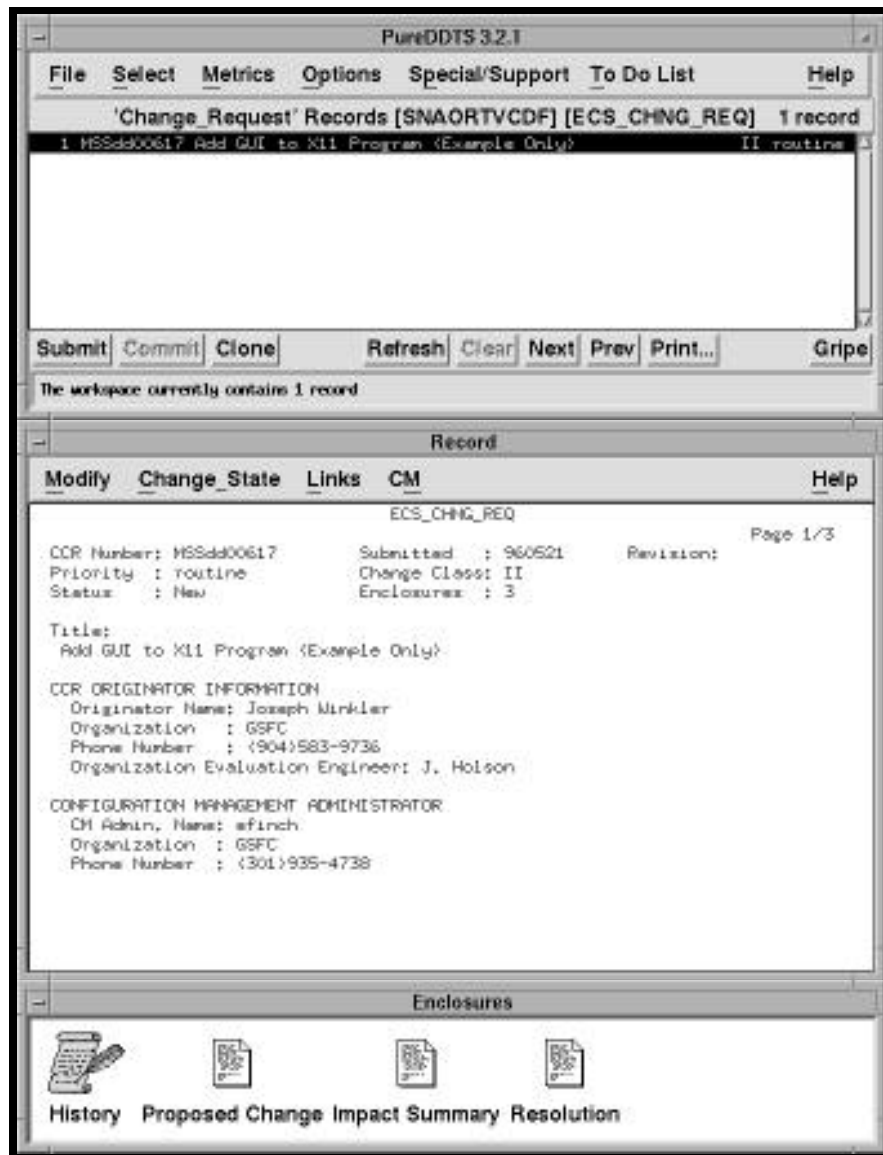 PureDDTS 3.2.1
File Select Metrics Options Special/Support To Do List Help
'Change_Request' Records [SNAORTVCDF] [ECS_CHNG_REQ] 1 record
1 MSSdd00617 Add GUI to X11 Program (Example Only) II routine
Submit Commit Clone Refresh Clear Next Prev Print... Gripe
The workspace currently contains 1 record
Record
Modify Change_State Links CM Help
ECS_CHNG_REQ
Page 1/3
CCR Number: MSSdd00617 Submitted : 960521 Revision:
Priority : routine Change Class: II
Status : New Enclosures : 3
Title:
Add GUI to X11 Program (Example Only)
CCR ORIGINATOR INFORMATION
Originator Name: Joseph Winkler
Organization : GSFC
Phone Number : (904)583-9736
Organization Evaluation Engineer: J. Holson
CONFIGURATION MANAGEMENT ADMINISTRATOR
CM Admin. Name: efinch
Organization : GSFC
Phone Number : (301)935-4738
Enclosures
History Proposed Change Impact Summary Resolution